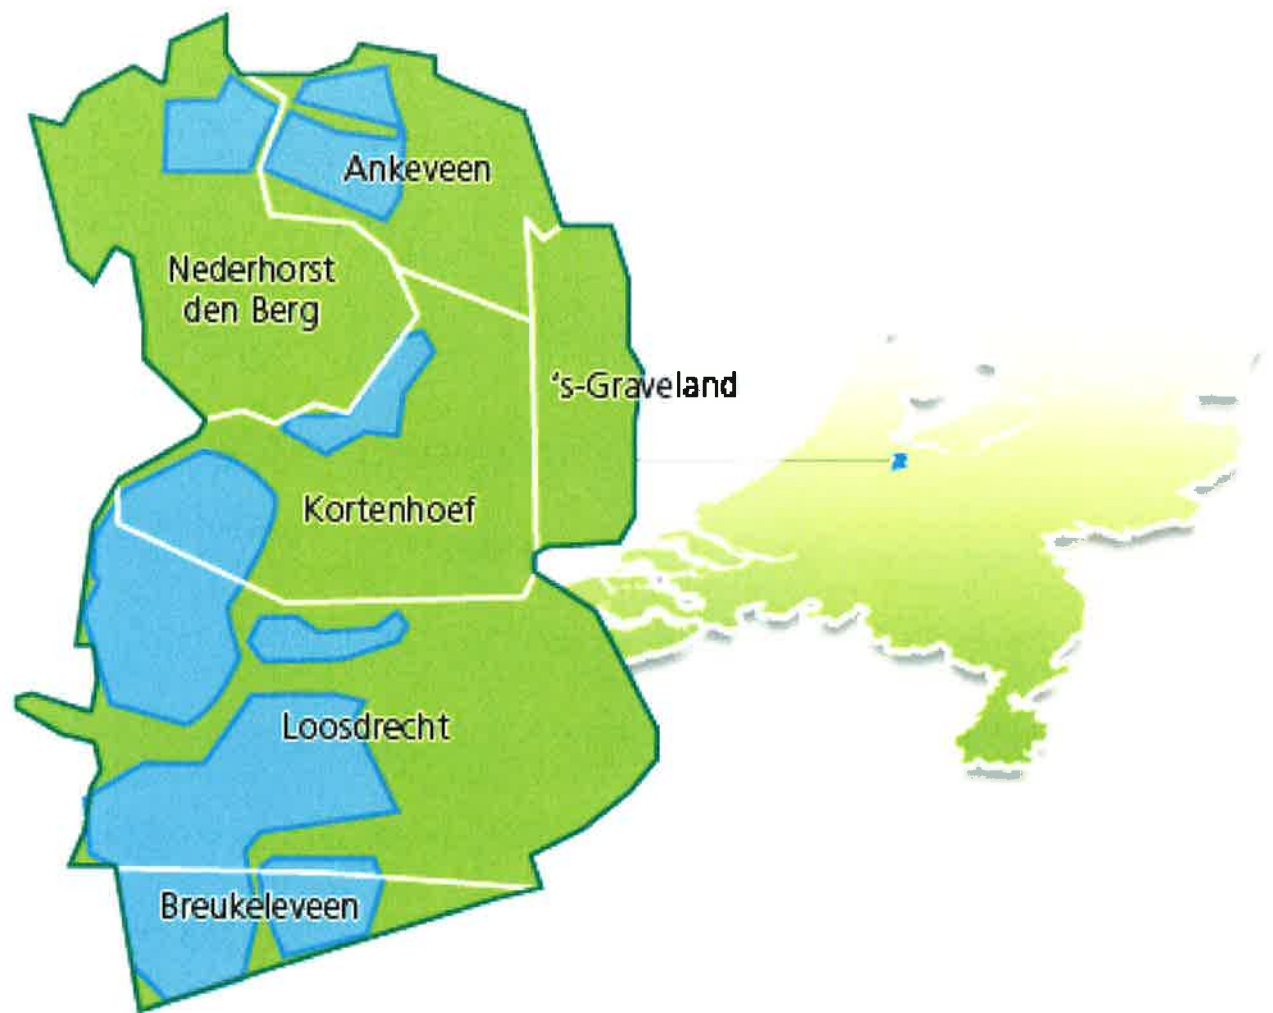 Ankeveen
Nederhorst
den Berg
‘s-Graveland
Kortenhoef
Loosdrecht
Breukeleveen